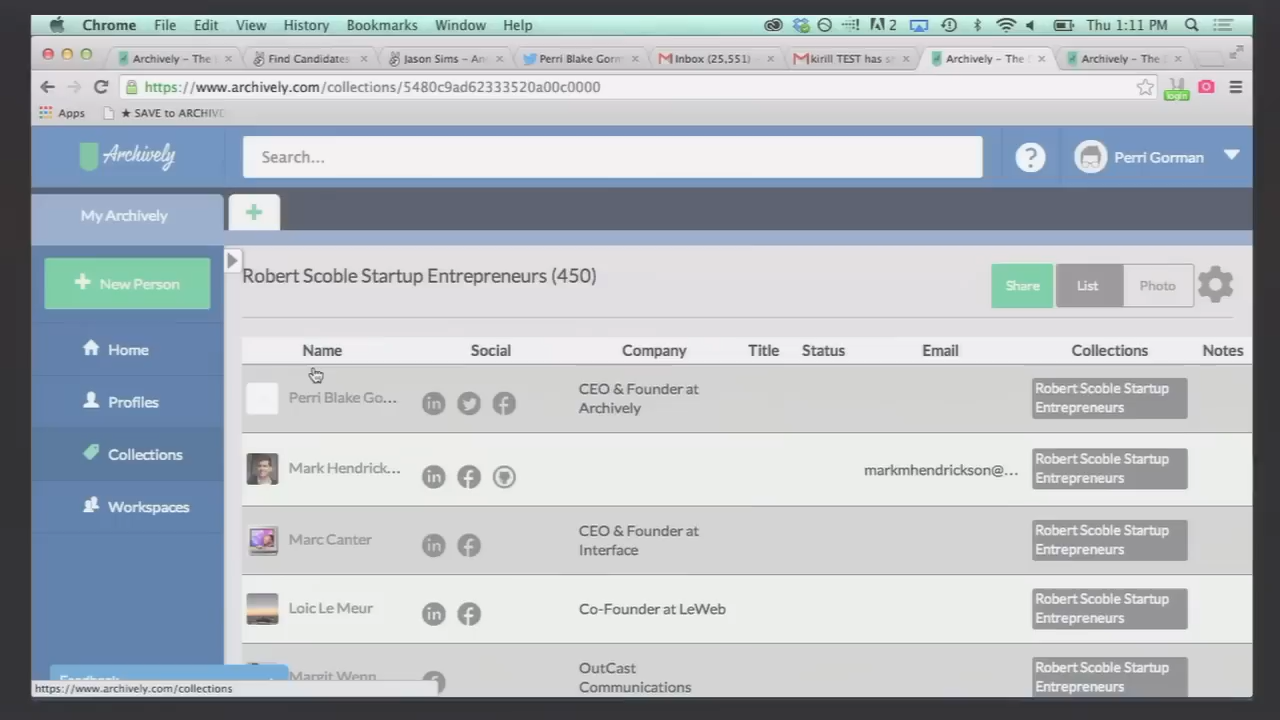 Chrome File Edit View History Bookmarks Window Help
2 Thu 1:11 PM
Archively - The
Find Candidates
Jason Sims - An
Perri Blake Gorm
Inbox (25,551)
kirill TEST has s
Archively - The
Archively - The
https://www.archively.com/collections/5480c9ad62333520a00c0000
login
Apps ★ SAVE to ARCHIVE
Archively
Search...
?
Perri Gorman
My Archively
+
+ New Person
Home
Profiles
Collections
Workspaces
Robert Scoble Startup Entrepreneurs (450)
Share List Photo
Name Social Company Title Status Email Collections Notes
Perri Blake Go...
CEO & Founder at
Archively
Robert Scoble Startup
Entrepreneurs
Mark Hendrick...
markmhendrickson@...
Robert Scoble Startup
Entrepreneurs
Marc Canter
CEO & Founder at
Interface
Robert Scoble Startup
Entrepreneurs
Loic Le Meur
Co-Founder at LeWeb
Robert Scoble Startup
Entrepreneurs
Margit Wenn
OutCast
Communications
Robert Scoble Startup
Entrepreneurs
Feedback
https://www.archively.com/collections